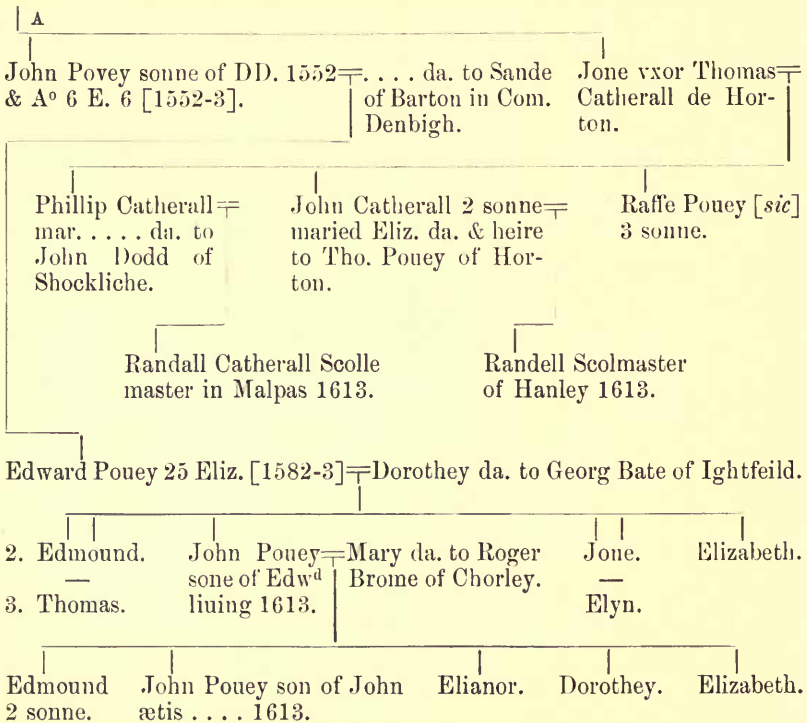 A
John Povey sonne of DD. 1552 = . . . . da. to Sande
& Aº 6 E. 6 [1552-3].
of Barton in Com.
Denbigh.
Jone vxor Thomas =
Catherall de Hor-
ton.
Phillip Catherall =
mar. . . . . da. to
John Dodd of
Shockliche.
John Catherall 2 sonne =
maried Eliz. da. & heire
to Tho. Pouey of Hor-
ton.
Raffe Pouey [sic]
3 sonne.
Randall Catherall Scolle
master in Malpas 1613.
Randell Scolmaster
of Hanley 1613.
Edward Pouey 25 Eliz. [1582-3] = Dorothey da. to Georg Bate of Ightfeild.
2. Edmound.
—
3. Thomas.
John Pouey = Mary da. to Roger
sone of Edwd
liuing 1613.
Brome of Chorley.
Jone.
—
Elyn.
Elizabeth.
Edmound
2 sonne.
John Pouey son of John
ætis . . . . 1613.
Elianor.
Dorothey.
Elizabeth.